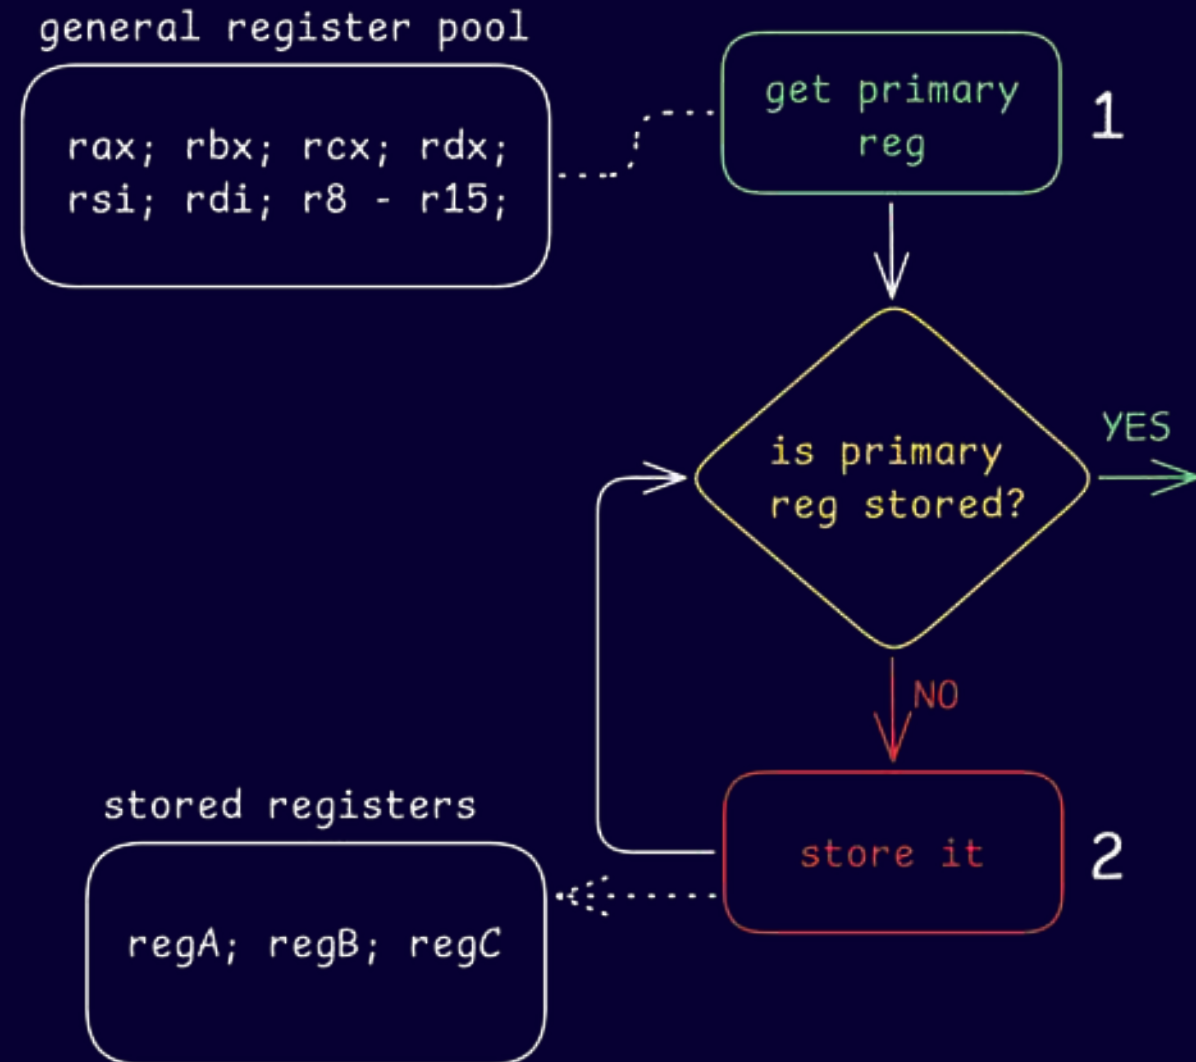 general register pool
rax; rbx; rcx; rdx;
rsi; rdi; r8 - r15;
get primary
reg
1
is primary
reg stored?
YES
NO
store it
2
stored registers
regA; regB; regC